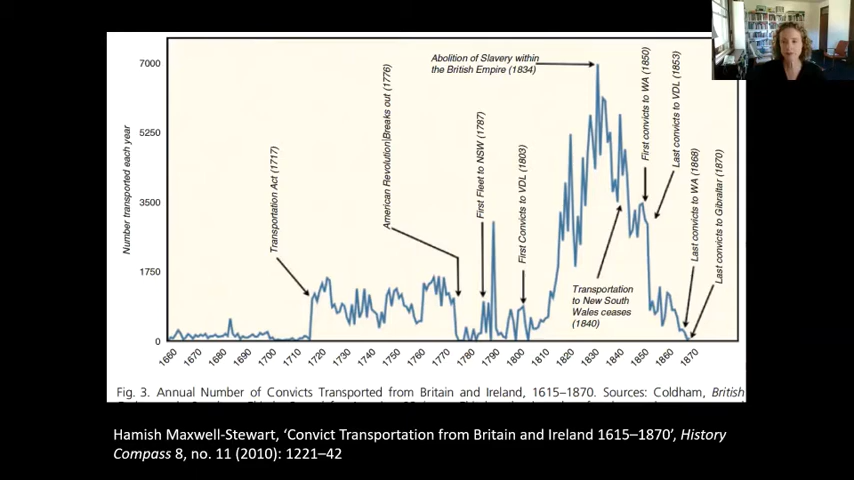 Abolition of Slavery within
the British Empire (1834)
7000
5250
3500
1750
0
Number transported each year
Transportation Act (1717)
American Revolution|Breaks out (1776)
First Fleet to NSW (1787)
First Convicts to VDL (1803)
First convicts to WA (1850)
Last convicts to VDL (1853)
Last convicts to WA (1868)
Last convicts to Gibraltar (1870)
Transportation
to New South
Wales ceases
(1840)
1660 1670 1680 1690 1700 1710 1720 1730 1740 1750 1760 1770 1780 1790 1800 1810 1820 1830 1840 1850 1860 1870
Fig. 3. Annual Number of Convicts Transported from Britain and Ireland, 1615–1870. Sources: Coldham, British
Hamish Maxwell-Stewart, ‘Convict Transportation from Britain and Ireland 1615–1870’, History
Compass 8, no. 11 (2010): 1221–42